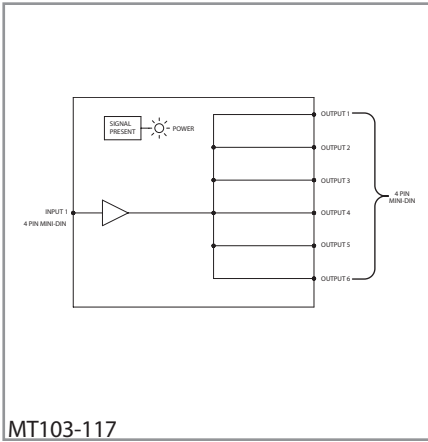 SIGNAL
PRESENT
POWER
OUTPUT 1
OUTPUT 2
OUTPUT 3
INPUT 1
4 PIN MINI-DIN
OUTPUT 4
4 PIN
MINI-DIN
OUTPUT 5
OUTPUT 6
MT103-117